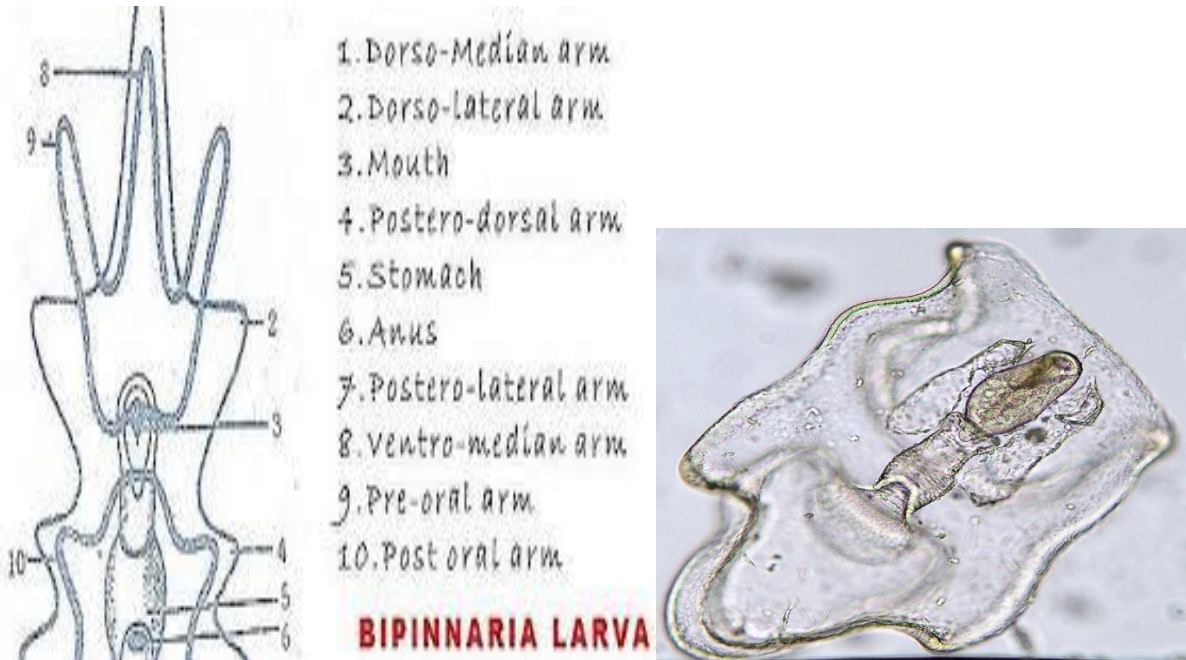 8
9
2
3
10
4
5
6
1.Dorso-Median arm
2.Dorso-lateral arm
3.Mouth
4.Postero-dorsal arm
5.Stomach
6.Anus
7.Postero-lateral arm
8.Ventro-median arm
9.Pre-oral arm
10.Post oral arm
BIPINNARIA LARVA